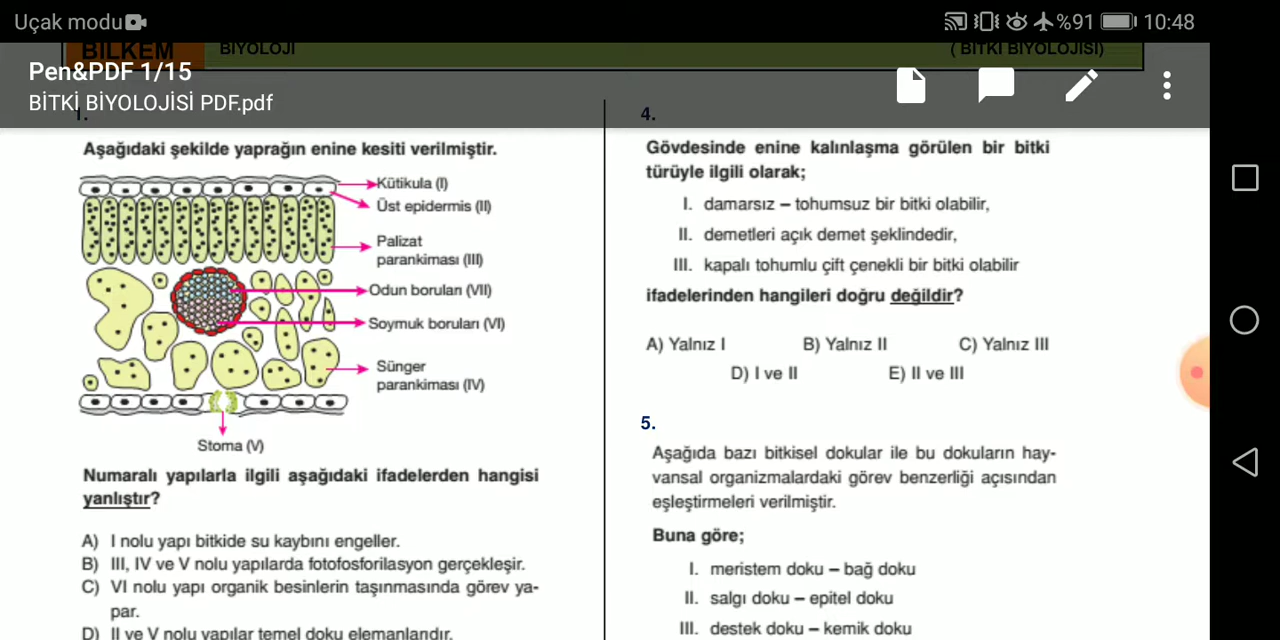 Uçak modu
%91
10:48
BİLKEM
BİYOLOJİ
( BİTKİ BİYOLOJİSİ)
Pen&PDF 1/15
BİTKİ BİYOLOJİSİ PDF.pdf
1.
Aşağıdaki şekilde yaprağın enine kesiti verilmiştir.
Kütikula (I)
Üst epidermis (II)
Palizat
parankiması (III)
Odun boruları (VII)
Soymuk boruları (VI)
Sünger
parankiması (IV)
Stoma (V)
Numaralı yapılarla ilgili aşağıdaki ifadelerden hangisi
yanlıştır?
A) I nolu yapı bitkide su kaybını engeller.
B) III, IV ve V nolu yapılarda fotofosforilasyon gerçekleşir.
C) VI nolu yapı organik besinlerin taşınmasında görev ya-
par.
D) II ve V nolu yapılar temel doku elemanlarıdır.
4.
Gövdesinde enine kalınlaşma görülen bir bitki
türüyle ilgili olarak;
I. damarsız – tohumsuz bir bitki olabilir,
II. demetleri açık demet şeklindedir,
III. kapalı tohumlu çift çenekli bir bitki olabilir
ifadelerinden hangileri doğru değildir?
A) Yalnız I B) Yalnız II C) Yalnız III
D) I ve II E) II ve III
5.
Aşağıda bazı bitkisel dokular ile bu dokuların hay-
vansal organizmalardaki görev benzerliği açısından
eşleştirmeleri verilmiştir.
Buna göre;
I. meristem doku – bağ doku
II. salgı doku – epitel doku
III. destek doku – kemik doku